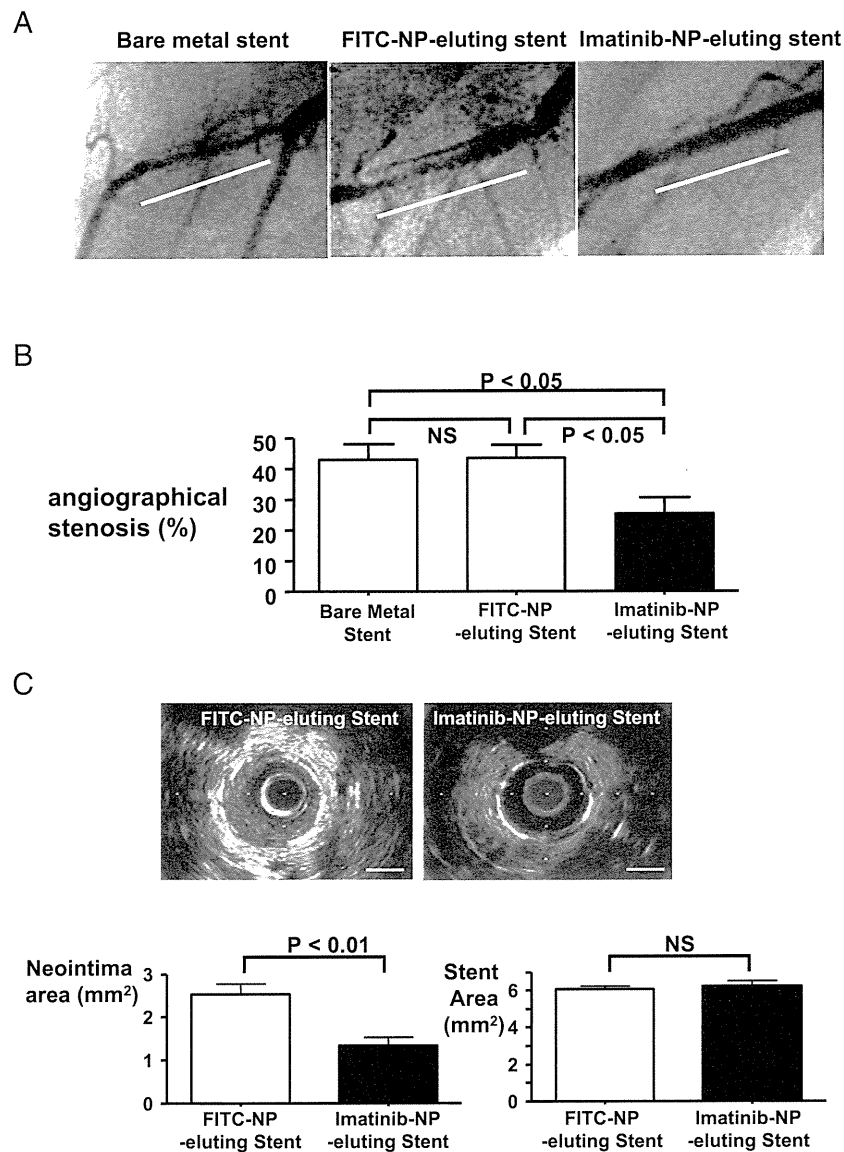 A
Bare metal stent
FITC-NP-eluting stent
Imatinib-NP-eluting stent
B
P < 0.05
NS
P < 0.05
angiographical
stenosis (%)
50
40
30
20
10
0
Bare Metal
Stent
FITC-NP
-eluting Stent
Imatinib-NP
-eluting Stent
C
FITC-NP-eluting Stent
Imatinib-NP-eluting Stent
P < 0.01
Neointima
area (mm²)
3
2
1
0
FITC-NP
-eluting Stent
Imatinib-NP
-eluting Stent
NS
Stent
Area
(mm²)
6
4
2
0
FITC-NP
-eluting Stent
Imatinib-NP
-eluting Stent